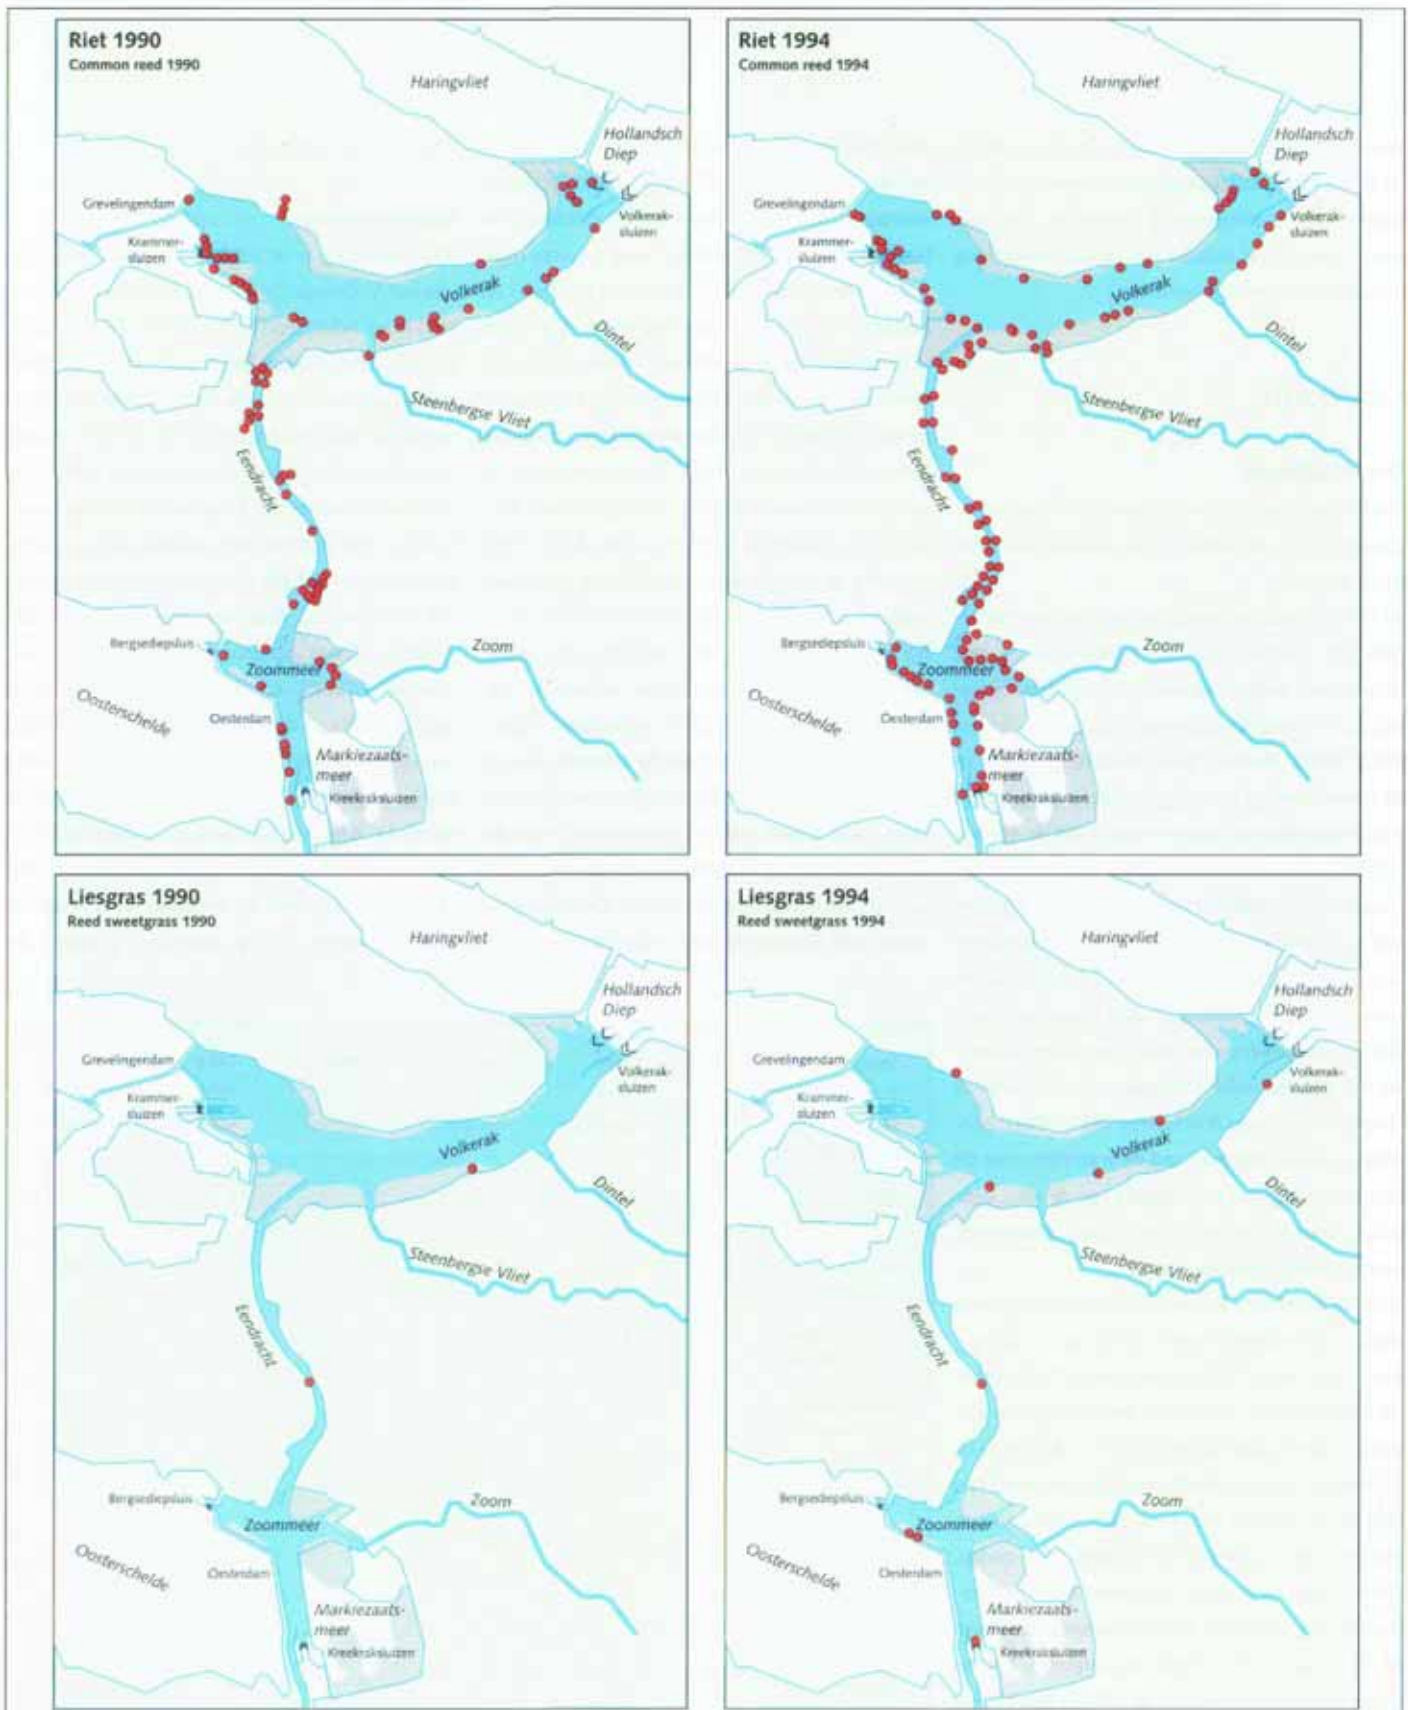 Riet 1990
Common reed 1990
Haringvliet
Hollandsch
Diep
Grevelingendam
Volkerak-
sluizen
Krammer-
sluizen
Volkerak
Dintel
Steenbergse Vliet
Eendracht
Bergsediepsluis
Zoom
Zoommeer
Oosterschelde
Oesterdam
Markiezaats-
meer
Kreekraksluizen
Riet 1994
Common reed 1994
Haringvliet
Hollandsch
Diep
Grevelingendam
Volkerak-
sluizen
Krammer-
sluizen
Volkerak
Dintel
Steenbergse Vliet
Eendracht
Bergsediepsluis
Zoom
Zoommeer
Oosterschelde
Oesterdam
Markiezaats-
meer
Kreekraksluizen
Liesgras 1990
Reed sweetgrass 1990
Haringvliet
Hollandsch
Diep
Grevelingendam
Volkerak-
sluizen
Krammer-
sluizen
Volkerak
Dintel
Steenbergse Vliet
Eendracht
Bergsediepsluis
Zoom
Zoommeer
Oosterschelde
Oesterdam
Markiezaats-
meer
Kreekraksluizen
Liesgras 1994
Reed sweetgrass 1994
Haringvliet
Hollandsch
Diep
Grevelingendam
Volkerak-
sluizen
Krammer-
sluizen
Volkerak
Dintel
Steenbergse Vliet
Eendracht
Bergsediepsluis
Zoom
Zoommeer
Oosterschelde
Oesterdam
Markiezaats-
meer
Kreekraksluizen